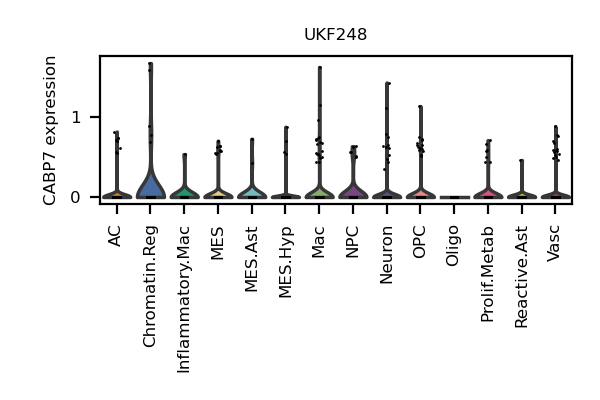 UKF248
CABP7 expression
1
0
AC
Chromatin.Reg
Inflammatory.Mac
MES
MES.Ast
MES.Hyp
Mac
NPC
Neuron
OPC
Oligo
Prolif.Metab
Reactive.Ast
Vasc